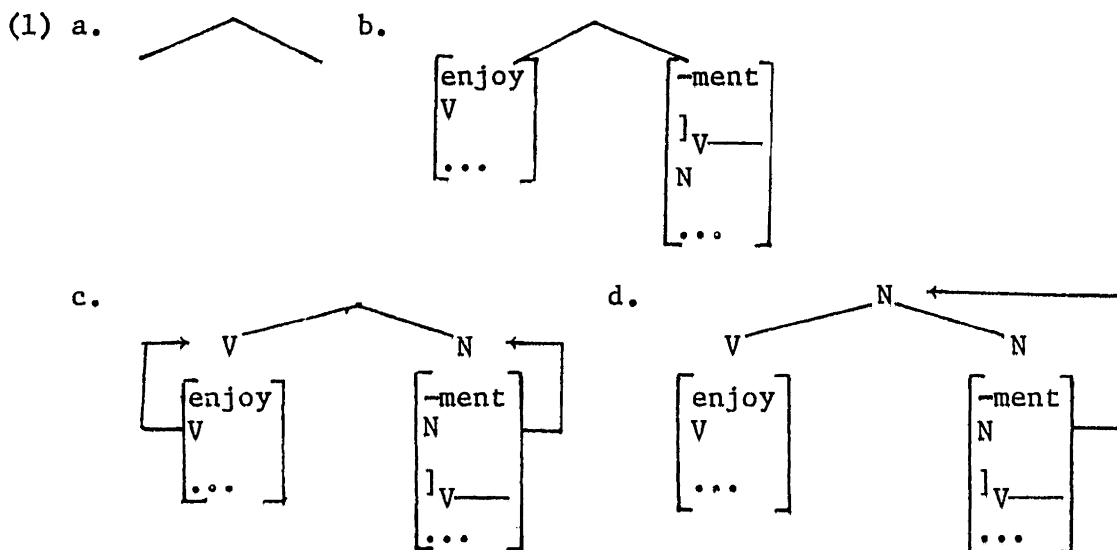 (1) a. b.
enjoy -ment
V
]V___
N
... ...
c. d. N
V N V N
enjoy -ment enjoy -ment
V N V N
... ]V___ ... ]V___
... ...